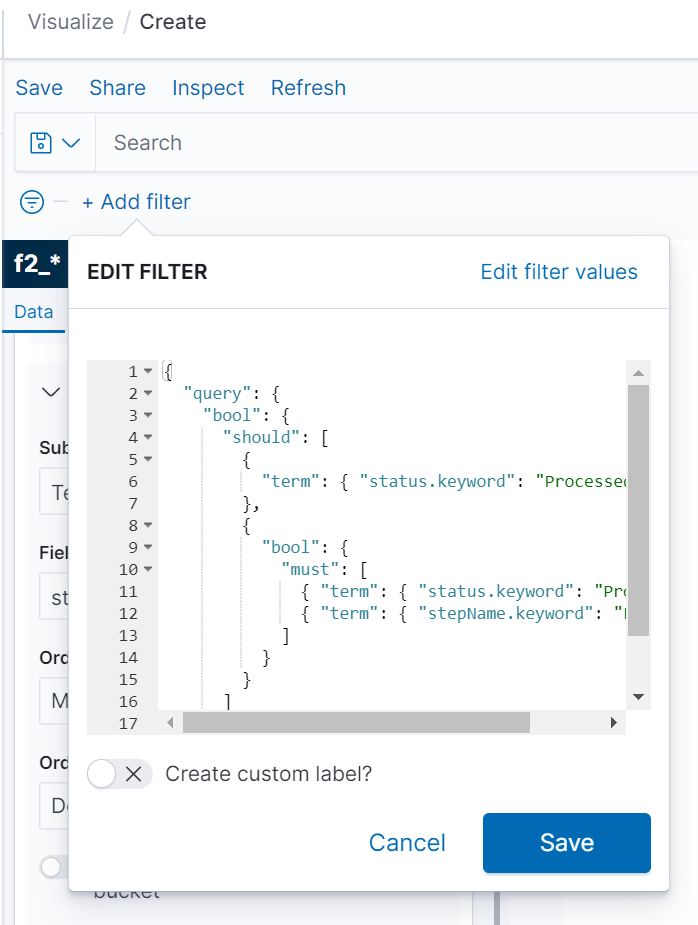 Visualize / Create
Save Share Inspect Refresh
Search
+ Add filter
f2_*
EDIT FILTER Edit filter values
Data
1 {
2 "query": {
3 "bool": {
4 "should": [
5 {
6 "term": { "status.keyword": "Processed
7 },
8 {
9 "bool": {
10 "must": [
11 { "term": { "status.keyword": "Pro
12 { "term": { "stepName.keyword": "
13 ]
14 }
15 }
16 ]
17
Sub
Te
Fiel
st
Ord
M
Ord
De
Create custom label?
Cancel Save
bucket